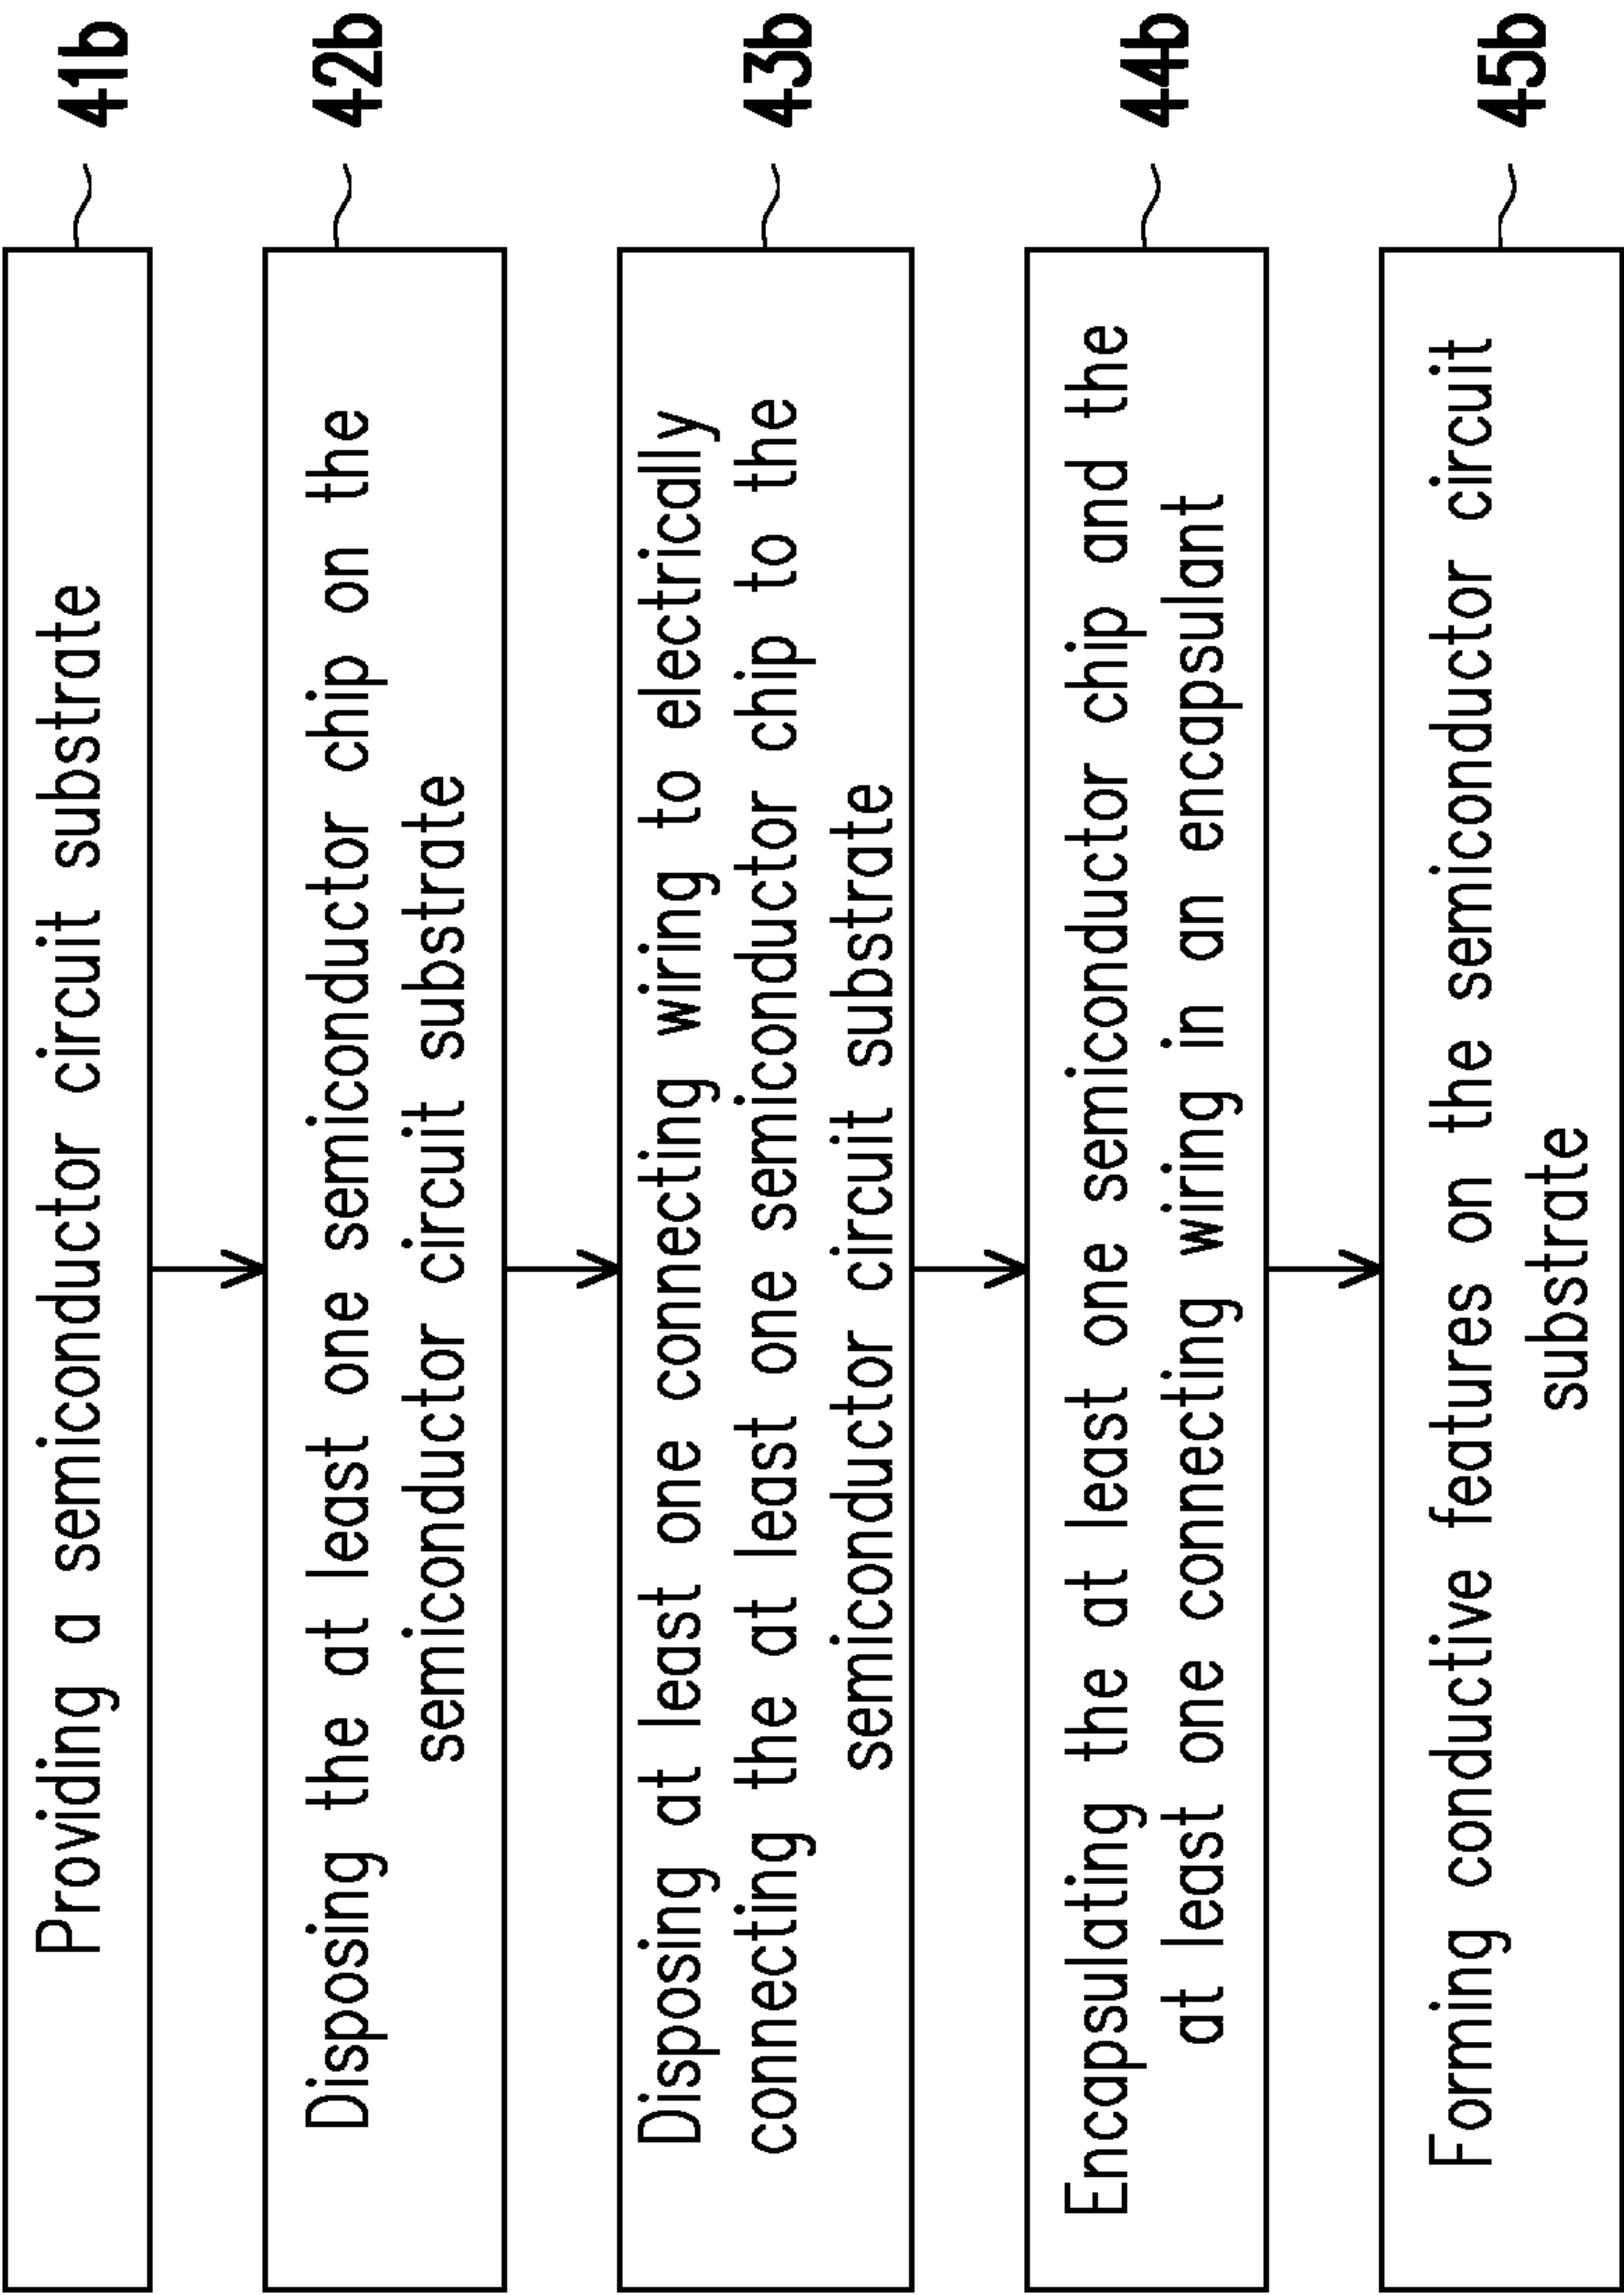 Providing a semiconductor circuit substrate
41b
Disposing the at least one semiconductor chip on the
semiconductor circuit substrate
42b
Disposing at least one connecting wiring to electrically
connecting the at least one semiconductor chip to the
semiconductor circuit substrate
43b
Encapsulating the at least one semiconductor chip and the
at least one connecting wiring in an encapsulant
44b
Forming conductive features on the semiconductor circuit
substrate
45b